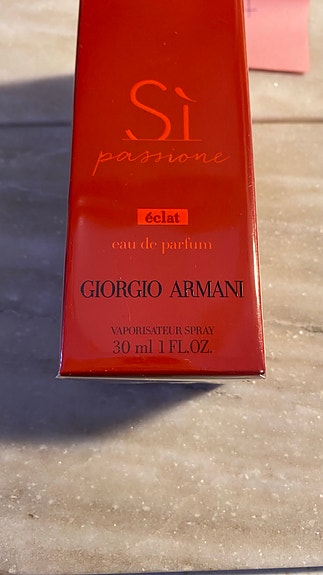 Sì
passione
éclat
eau de parfum
GIORGIO ARMANI
VAPORISATEUR SPRAY
30 ml 1 FL.OZ.